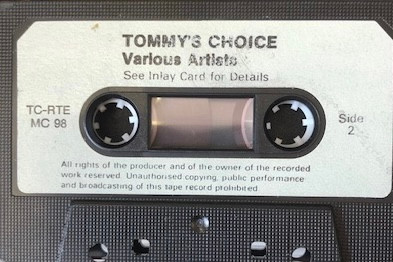 TOMMY'S CHOICE
Various Artists
See Inlay Card for Details
TC-RTE
MC 98
Side
2
All rights of the producer and of the owner of the recorded
work reserved. Unauthorised copying, public performance
and broadcasting of this tape record prohibited